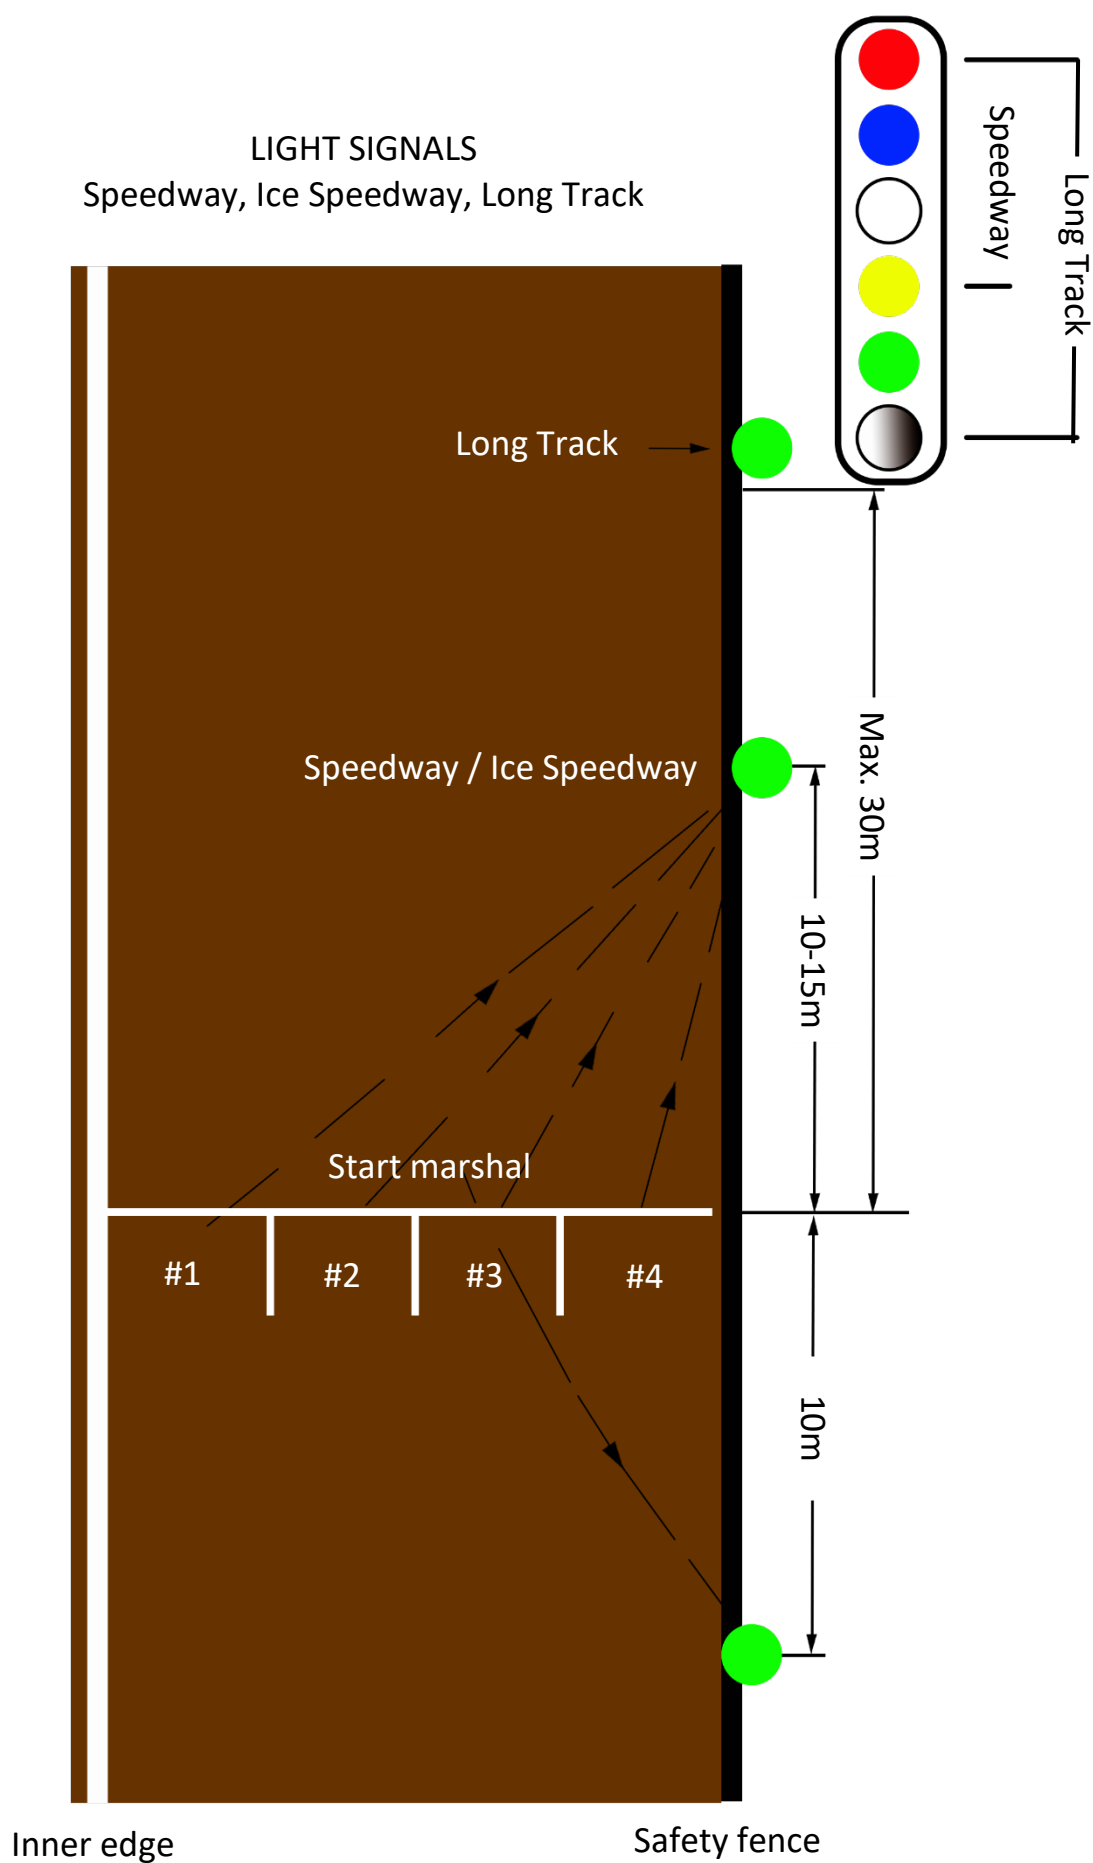 LIGHT SIGNALS
Speedway, Ice Speedway, Long Track
Speedway
Long Track
Long Track
Speedway / Ice Speedway
Max. 30m
10-15m
Start marshal
#1
#2
#3
#4
10m
Inner edge
Safety fence